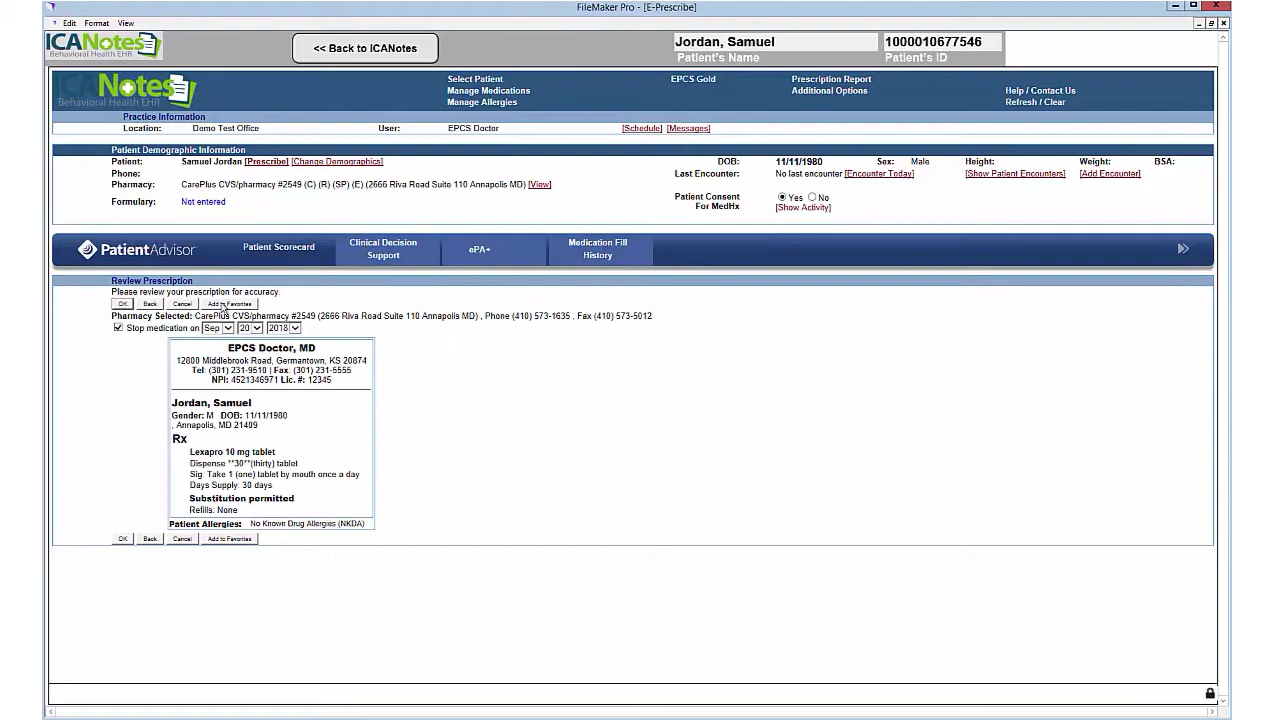 FileMaker Pro - [E-Prescribe]
Edit Format View
ICANotes
Behavioral Health EHR
<< Back to ICANotes
Jordan, Samuel 1000010677546
Patient's Name Patient's ID
ICANotes
Behavioral Health EHR
Select Patient EPCS Gold Prescription Report
Manage Medications Additional Options Help / Contact Us
Manage Allergies Refresh / Clear
Practice Information
Location: Demo Test Office User: EPCS Doctor [Schedule] [Messages]
Patient Demographic Information
Patient: Samuel Jordan [Prescribe] [Change Demographics] DOB: 11/11/1980 Sex: Male Height: Weight: BSA:
Phone: Last Encounter: No last encounter [Encounter Today] [Show Patient Encounters] [Add Encounter]
Pharmacy: CarePlus CVS/pharmacy #2549 (C) (R) (SP) (E) (2666 Riva Road Suite 110 Annapolis MD) [View]
Patient Consent For MedHx Yes No
[Show Activity]
Formulary: Not entered
PatientAdvisor Patient Scorecard Clinical Decision Support ePA+ Medication Fill History
Review Prescription
Please review your prescription for accuracy.
OK Back Cancel Add to Favorites
Pharmacy Selected: CarePlus CVS/pharmacy #2549 (2666 Riva Road Suite 110 Annapolis MD) , Phone (410) 573-1635 , Fax (410) 573-5012
Stop medication on Sep 20 2018
EPCS Doctor, MD
12800 Middlebrook Road, Germantown, KS 20874
Tel: (301) 231-9510 | Fax: (301) 231-5555
NPI: 4521346971 Lic. #: 12345
Jordan, Samuel
Gender: M DOB: 11/11/1980
, Annapolis, MD 21409
Rx
Lexapro 10 mg tablet
Dispense **30**(thirty) tablet
Sig: Take 1 (one) tablet by mouth once a day
Days Supply: 30 days
Substitution permitted
Refills: None
Patient Allergies: No Known Drug Allergies (NKDA)
OK Back Cancel Add to Favorites